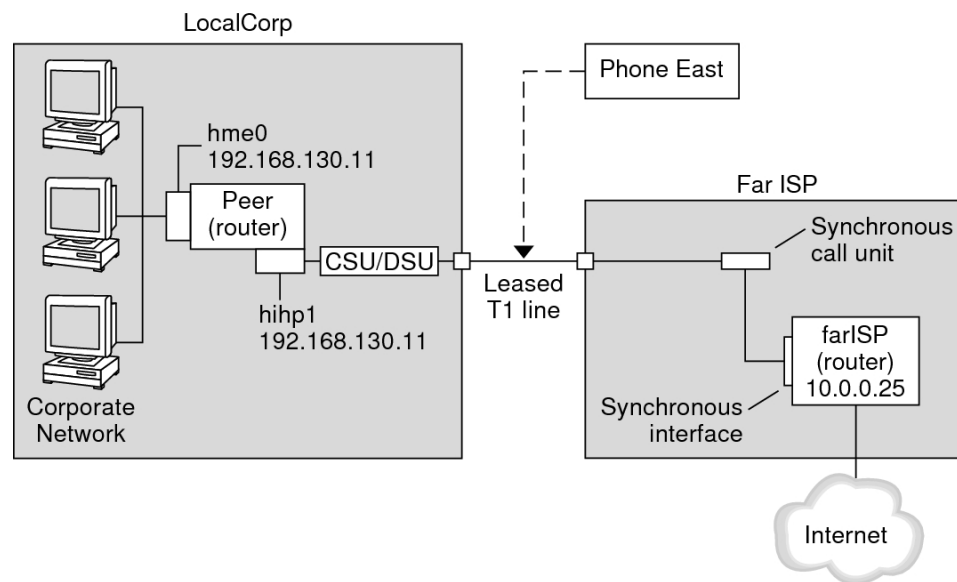 LocalCorp
Phone East
hme0
192.168.130.11
Peer
(router)
CSU/DSU
hihp1
192.168.130.11
Corporate
Network
Leased
T1 line
Far ISP
Synchronous
call unit
farISP
(router)
10.0.0.25
Synchronous
interface
Internet